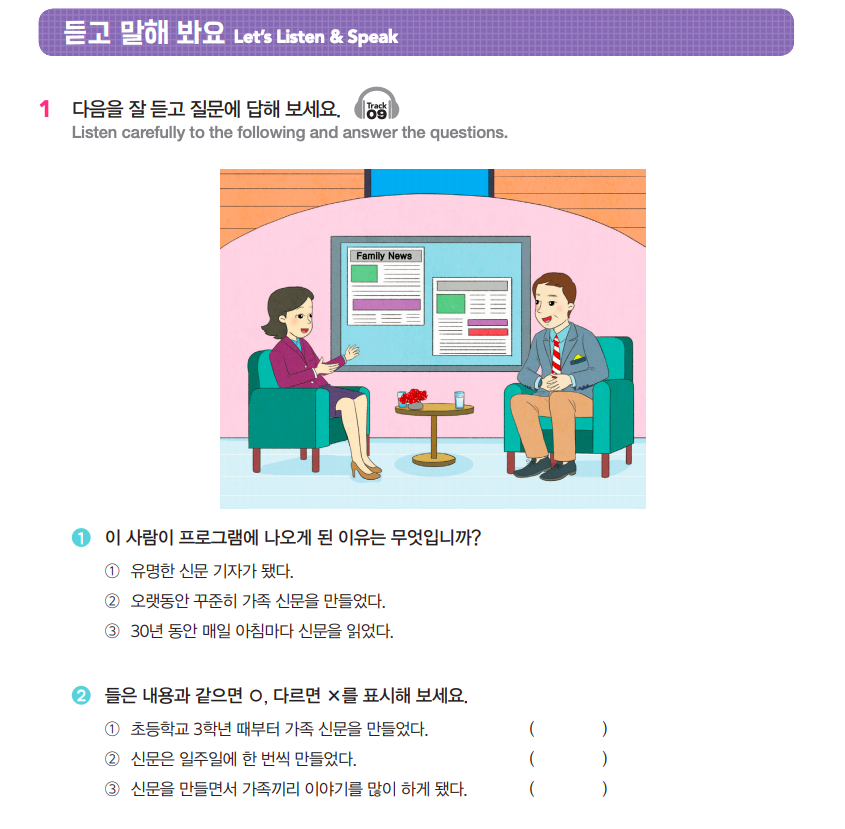 듣고 말해 봐요 Let's Listen & Speak
1 다음을 잘 듣고 질문에 답해 보세요. Track 09
Listen carefully to the following and answer the questions.
Family News
1 이 사람이 프로그램에 나오게 된 이유는 무엇입니까?
① 유명한 신문 기자가 됐다.
② 오랫동안 꾸준히 가족 신문을 만들었다.
③ 30년 동안 매일 아침마다 신문을 읽었다.
2 들은 내용과 같으면 O, 다르면 ×를 표시해 보세요.
① 초등학교 3학년 때부터 가족 신문을 만들었다. ( )
② 신문은 일주일에 한 번씩 만들었다. ( )
③ 신문을 만들면서 가족끼리 이야기를 많이 하게 됐다. ( )